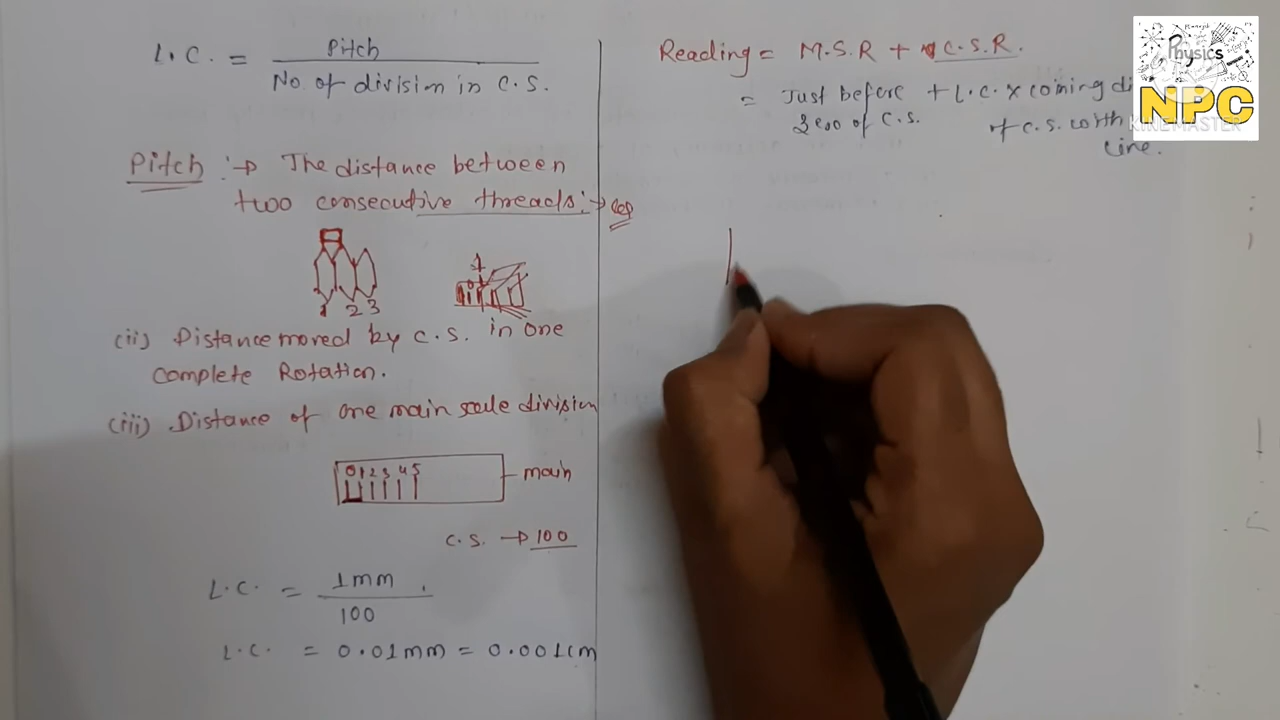 L.C. = Pitch
No of division in C.S.
Pitch :→ The distance between
two consecutive threads :→
1 2 3
(ii) Distance moved by C.S. in one
complete Rotation.
(iii) Distance of one main scale division
0 1 2 3 4 5
main
C.S. → 100
L.C. = 1mm
100
L.C. = 0.01mm = 0.001cm
Reading = M.S.R + C.S.R.
= Just before + L.C. x coming di
zero of C.S. of C.S. with
line.
Physics
NPC
KINEMASTER